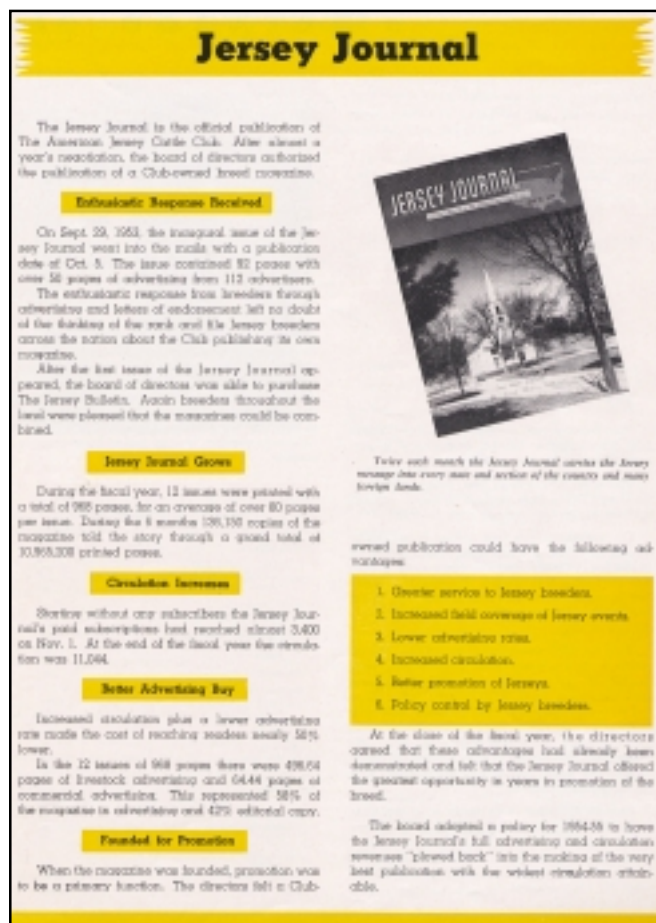 Jersey Journal
The Jersey Journal is the official publication of
The American Jersey Cattle Club. After almost a
year's negotiation, the board of directors authorized
the publication of a Club-owned breed magazine.
Enthusiastic Response Received
On Sept. 29, 1953, the inaugural issue of the Jer-
sey Journal went into the mails with a publication
date of Oct. 5. The issue contained 92 pages with
over 50 pages of advertising from 112 advertisers.
The enthusiastic response from breeders through
advertising and letters of endorsement left no doubt
of the thinking of the rank and file Jersey breeders
across the nation about the Club publishing its own
magazine.
After the first issue of the Jersey Journal ap-
peared, the board of directors was able to purchase
The Jersey Bulletin. Again breeders throughout the
land were pleased that the magazines could be com-
bined.
Jersey Journal Grows
During the fiscal year, 12 issues were printed with
a total of 968 pages, for an average of over 80 pages
per issue. During the 6 months copies of the
magazine told the story through a grand total of
printed pages.
Circulation Increases
Starting without any subscribers the Jersey Jour-
nal's paid subscriptions had reached almost 3,400
on Nov. 1. At the end of the fiscal year the circula-
tion was 11,044.
Better Advertising Buy
Increased circulation plus a lower advertising
rate made the cost of reaching readers nearly 50%
lower.
In the 12 issues of 968 pages there were
pages of livestock advertising and 64.44 pages of
commercial advertising. This represented 58% of
the magazine in advertising and 42% editorial copy.
Founded for Promotion
When the magazine was founded, promotion was
to be a primary function. The directors felt a Club-
JERSEY JOURNAL
Twice each month the Jersey Journal carries the Jersey
message into every state and section of the country and many
foreign lands.
owned publication could have the following ad-
vantages:
1. Greater service to Jersey breeders.
2. Increased field coverage of Jersey events.
3. Lower advertising rates.
4. Increased circulation.
5. Better promotion of Jerseys.
6. Policy control by Jersey breeders.
At the close of the fiscal year, the directors
agreed that these advantages had already been
demonstrated and felt that the Jersey Journal offered
the greatest opportunity in years in promotion of the
breed.
The board adopted a policy for 1954-55 to have
the Jersey Journal's full advertising and circulation
revenues "plowed back" into the making of the very
best publication with the widest circulation attain-
able.